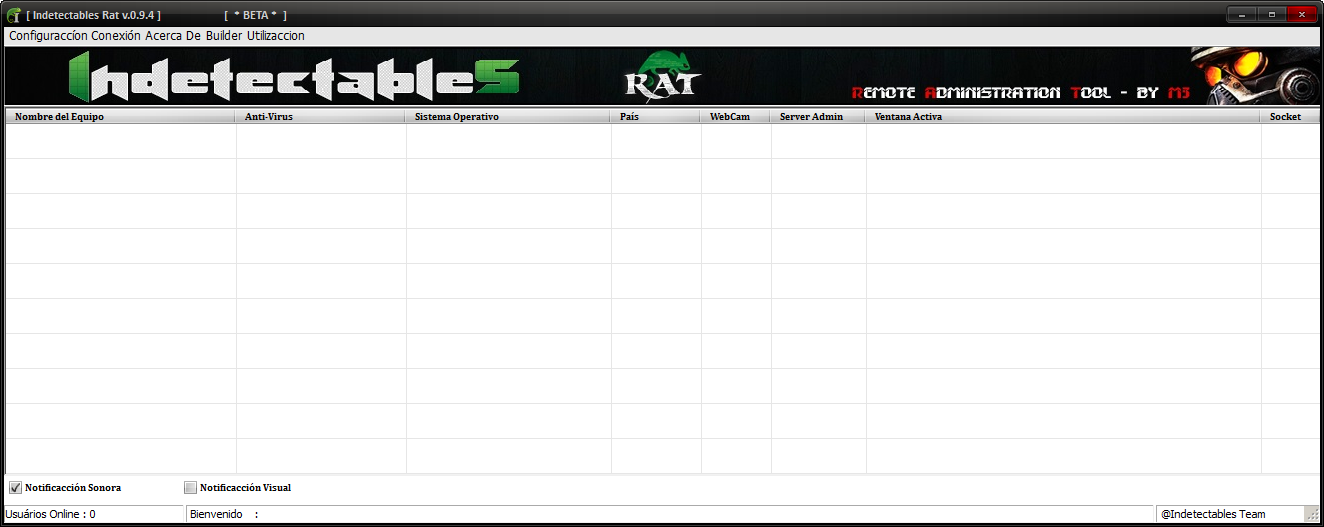 [ Indetectables Rat v.0.9.4 ] [ * BETA * ]
Configuraccíon Conexión Acerca De Builder Utilizaccion
IndetectableS RAT Remote Administration Tool - by M3
Nombre del Equipo Anti-Virus Sistema Operativo País WebCam Server Admin Ventana Activa Socket
Notificacción Sonora Notificacción Visual
Usuários Online : 0 Bienvenido : @Indetectables Team